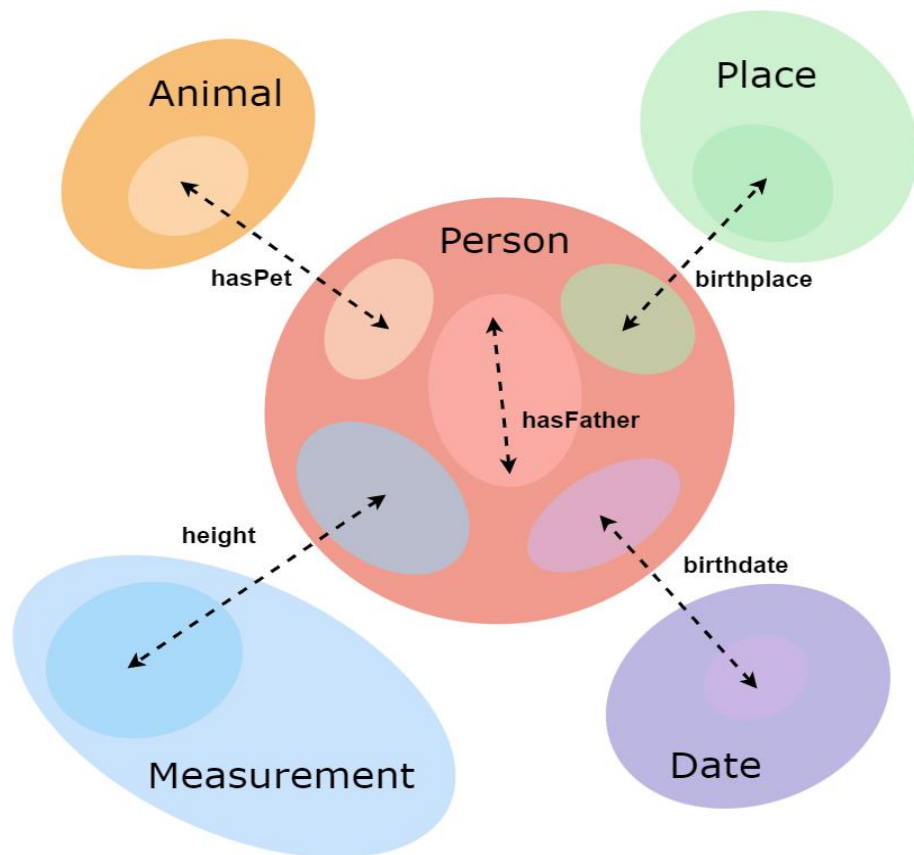 Animal
Place
Person
hasPet
birthplace
hasFather
height
birthdate
Measurement
Date